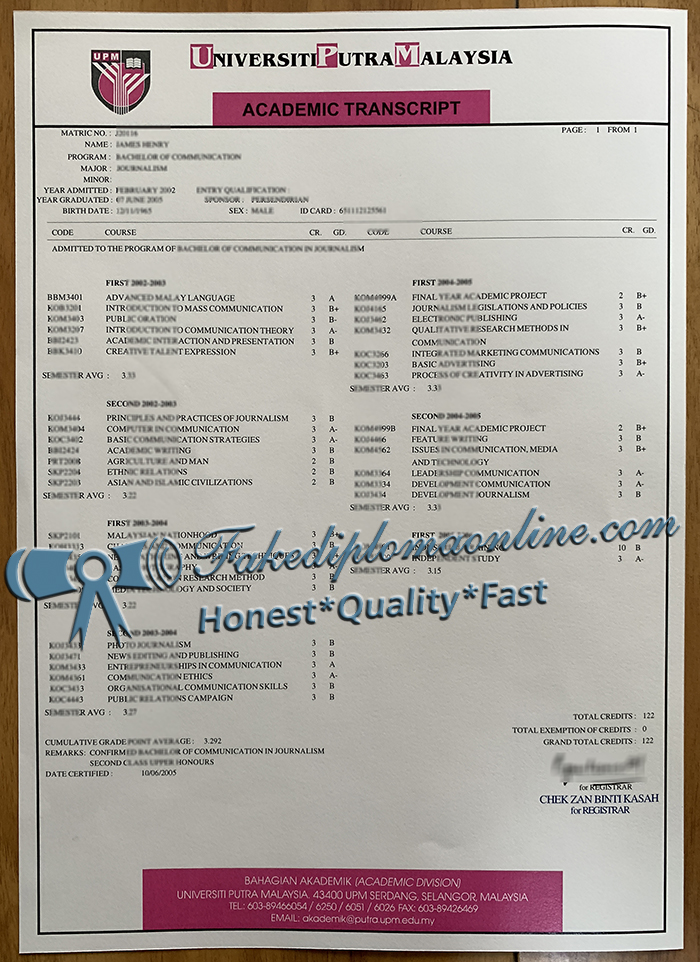 UPM
UNIVERSITI PUTRA MALAYSIA
ACADEMIC TRANSCRIPT
MATRIC NO. :
PAGE : 1 FROM 1
NAME : JAMES HENRY
PROGRAM : BACHELOR OF COMMUNICATION
MAJOR : JOURNALISM
MINOR:
YEAR ADMITTED : FEBRUARY 2002 ENTRY QUALIFICATION :
YEAR GRADUATED : 07 JUNE 2005 SPONSOR : PERSENDIRIAN
BIRTH DATE : 12/11/1965 SEX : MALE ID CARD :
CODE COURSE CR. GD. CODE COURSE CR. GD.
ADMITTED TO THE PROGRAM OF BACHELOR OF COMMUNICATION IN JOURNALISM
FIRST 2002-2003
BBM3401 ADVANCED MALAY LANGUAGE 3 A
KOB3201 INTRODUCTION TO MASS COMMUNICATION 3 B+
KOM3403 PUBLIC ORATION 3 B-
KOM3207 INTRODUCTION TO COMMUNICATION THEORY 3 A-
BBI2423 ACADEMIC INTERACTION AND PRESENTATION 3 B
BBK3410 CREATIVE TALENT EXPRESSION 3 B+
SEMESTER AVG : 3.33
SECOND 2002-2003
KOJ3444 PRINCIPLES AND PRACTICES OF JOURNALISM 3 B
KOM3404 COMPUTER IN COMMUNICATION 3 A-
KOC3402 BASIC COMMUNICATION STRATEGIES 3 A-
BBI2424 ACADEMIC WRITING 3 B
PRT2008 AGRICULTURE AND MAN 2 B
SKP2204 ETHNIC RELATIONS 2 B
SKP2203 ASIAN AND ISLAMIC CIVILIZATIONS 2 B
SEMESTER AVG : 3.22
FIRST 2003-2004
SKP2101 MALAYSIAN NATIONHOOD 3
COMMUNICATION
RESEARCH METHOD
MEDIA TECHNOLOGY AND SOCIETY 3 B
SEMESTER AVG : 3.22
SECOND 2003-2004
PHOTO JOURNALISM 3 B
KOJ3471 NEWS EDITING AND PUBLISHING 3 B
KOM3433 ENTREPRENEURSHIPS IN COMMUNICATION 3 A
KOM4361 COMMUNICATION ETHICS 3 A-
KOC3413 ORGANISATIONAL COMMUNICATION SKILLS 3 B
KOC4443 PUBLIC RELATIONS CAMPAIGN 3 B
SEMESTER AVG : 3.27
FIRST 2004-2005
KOM4999A FINAL YEAR ACADEMIC PROJECT 2 B+
JOURNALISM LEGISLATIONS AND POLICIES 3 B
KOJ3462 ELECTRONIC PUBLISHING 3 A-
KOM3432 QUALITATIVE RESEARCH METHODS IN 3 B+
COMMUNICATION
KOC3266 INTEGRATED MARKETING COMMUNICATIONS 3 B
KOC3203 BASIC ADVERTISING 3 B+
KOC3463 PROCESS OF CREATIVITY IN ADVERTISING 3 A-
SEMESTER AVG : 3.33
SECOND 2004-2005
KOM4999B FINAL YEAR ACADEMIC PROJECT 2 B+
FEATURE WRITING 3 B
KOM4562 ISSUES IN COMMUNICATION, MEDIA 3 B+
AND TECHNOLOGY
KOM3364 LEADERSHIP COMMUNICATION 3 A-
KOM3334 DEVELOPMENT COMMUNICATION 3 A-
KOJ3434 DEVELOPMENT JOURNALISM 3 B
SEMESTER AVG : 3.33
FIRST
10 B
INDEPENDENT STUDY 3 A-
SEMESTER AVG : 3.15
Fakediplomaonline.com
Honest*Quality*Fast
TOTAL CREDITS : 122
TOTAL EXEMPTION OF CREDITS : 0
GRAND TOTAL CREDITS : 122
CUMULATIVE GRADE POINT AVERAGE : 3.292
REMARKS: CONFIRMED BACHELOR OF COMMUNICATION IN JOURNALISM
SECOND CLASS UPPER HONOURS
DATE CERTIFIED : 10/06/2005
for REGISTRAR
CHEK ZAN BINTI KASAH
for REGISTRAR
BAHAGIAN AKADEMIK (ACADEMIC DIVISION)
UNIVERSITI PUTRA MALAYSIA. 43400 UPM SERDANG, SELANGOR, MALAYSIA
TEL: 603-89466054 / 6250 / 6051 / 6026 FAX: 603-89426469
EMAIL: akademik@putra.upm.edu.my